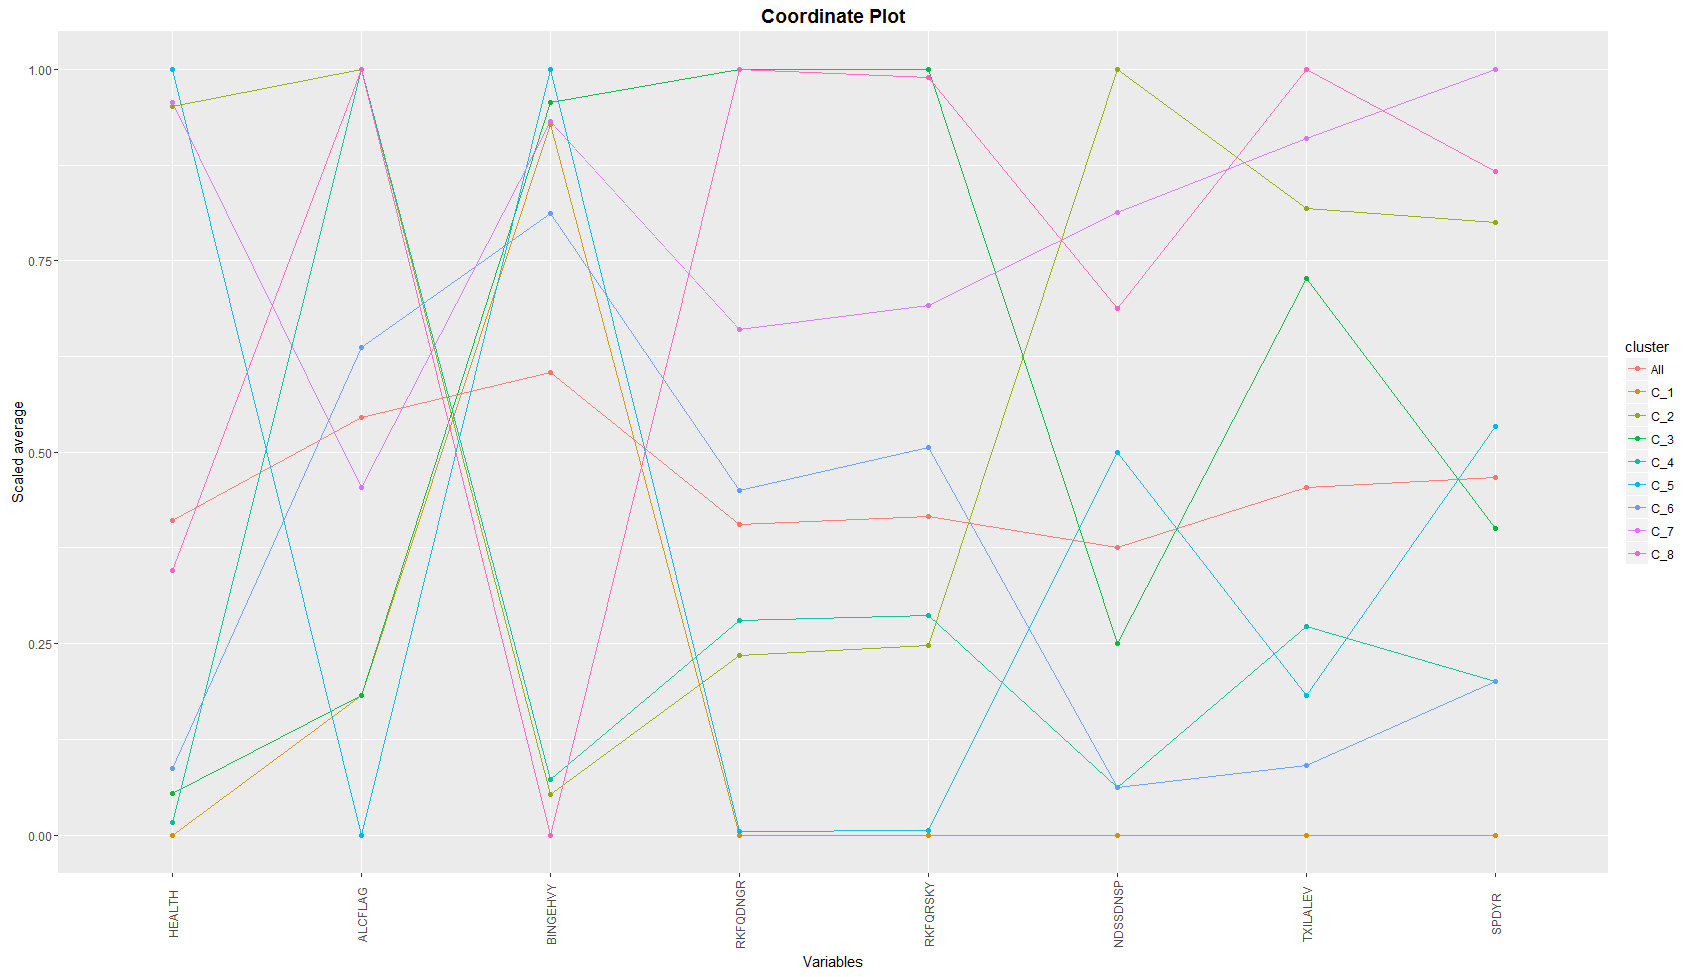 Coordinate Plot
1.00
0.75
0.50
0.25
0.00
Scaled average
HEALTH
ALCFLAG
BINGEHVY
RKFQDNGR
RKFQRSKY
NDSSDNSP
TXILALEV
SPDYR
Variables
cluster
All
C_1
C_2
C_3
C_4
C_5
C_6
C_7
C_8